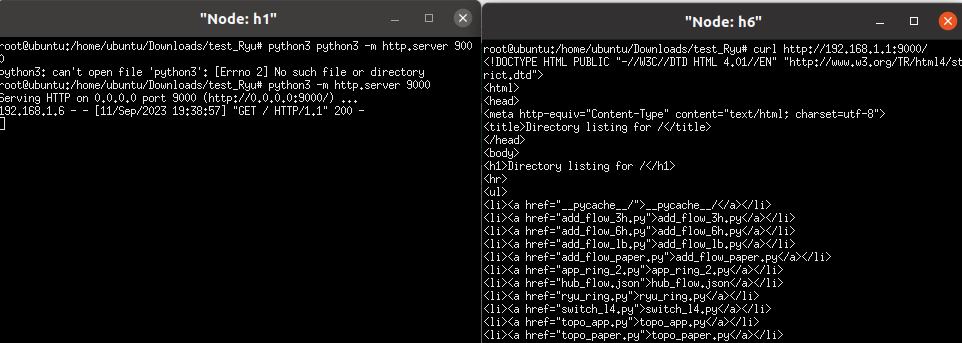 "Node: h1"
root@ubuntu:/home/ubuntu/Downloads/test_Ryu# python3 python3 -m http.server 900
0
python3: can't open file 'python3': [Errno 2] No such file or directory
root@ubuntu:/home/ubuntu/Downloads/test_Ryu# python3 -m http.server 9000
Serving HTTP on 0.0.0.0 port 9000 (http://0.0.0.0:9000/) ...
192.168.1.6 - - [11/Sep/2023 19:38:57] "GET / HTTP/1.1" 200 -
"Node: h6"
root@ubuntu:/home/ubuntu/Downloads/test_Ryu# curl http://192.168.1.1:9000/
<!DOCTYPE HTML PUBLIC "-//W3C//DTD HTML 4.01//EN" "http://www.w3.org/TR/html4/st
rict.dtd">
<html>
<head>
<meta http-equiv="Content-Type" content="text/html; charset=utf-8">
<title>Directory listing for /</title>
</head>
<body>
<h1>Directory listing for /</h1>
<hr>
<ul>
<li><a href="__pycache__/">__pycache__/</a></li>
<li><a href="add_flow_3h.py">add_flow_3h.py</a></li>
<li><a href="add_flow_6h.py">add_flow_6h.py</a></li>
<li><a href="add_flow_lb.py">add_flow_lb.py</a></li>
<li><a href="add_flow_paper.py">add_flow_paper.py</a></li>
<li><a href="app_ring_2.py">app_ring_2.py</a></li>
<li><a href="hub_flow.json">hub_flow.json</a></li>
<li><a href="ryu_ring.py">ryu_ring.py</a></li>
<li><a href="switch_l4.py">switch_l4.py</a></li>
<li><a href="topo_app.py">topo_app.py</a></li>
<li><a href="topo_paper.py">topo_paper.py</a></li>